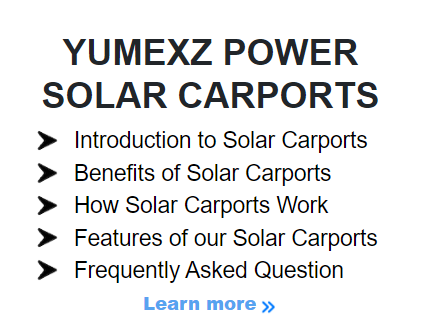 YUMEXZ POWER
SOLAR CARPORTS
Introduction to Solar Carports
Benefits of Solar Carports
How Solar Carports Work
Features of our Solar Carports
Frequently Asked Question
Learn more »